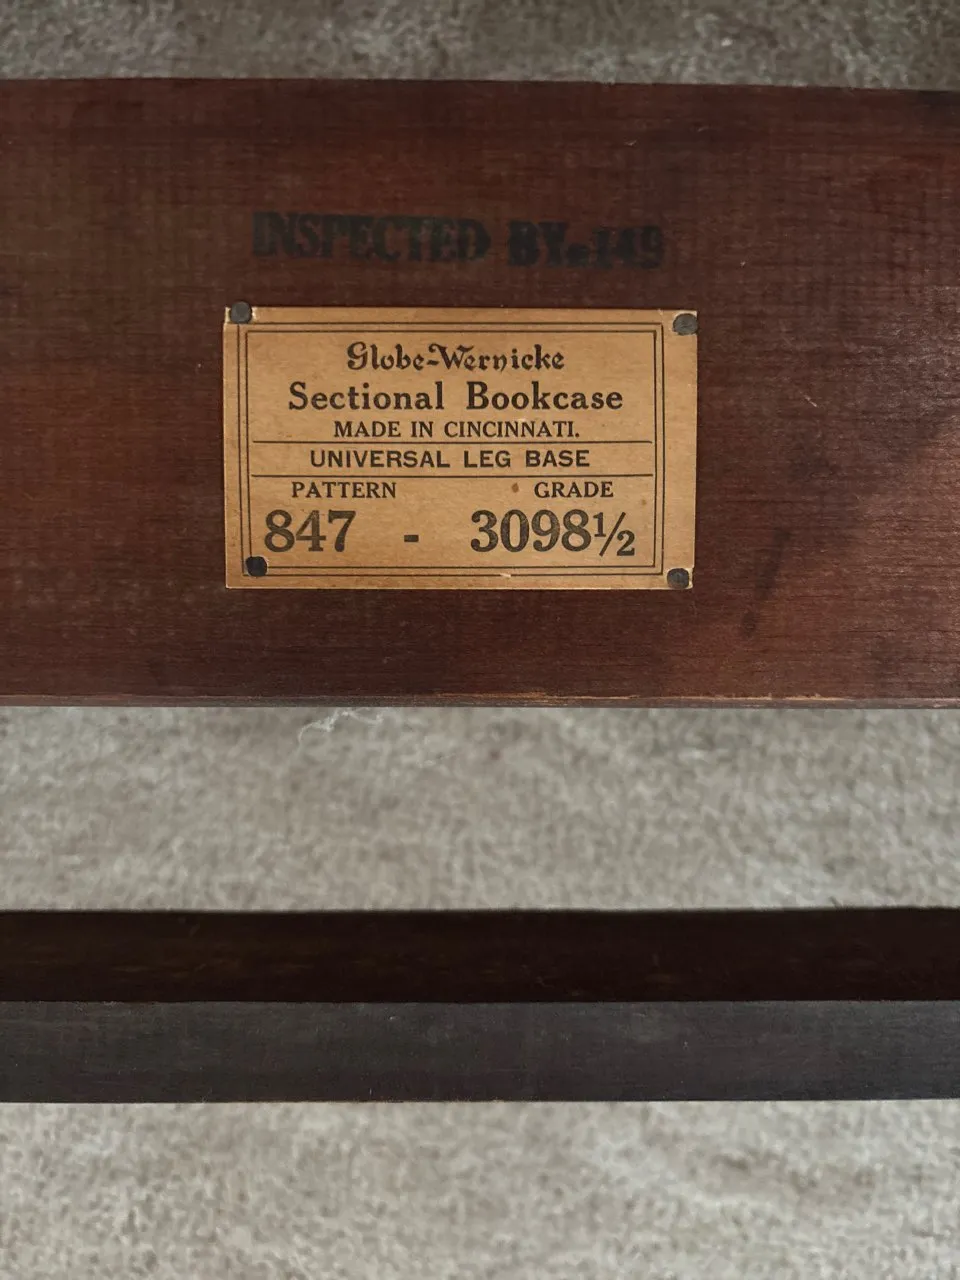 INSPECTED BY. 149
Globe-Wernicke
Sectional Bookcase
MADE IN CINCINNATI.
UNIVERSAL LEG BASE
PATTERN GRADE
847 - 3098½